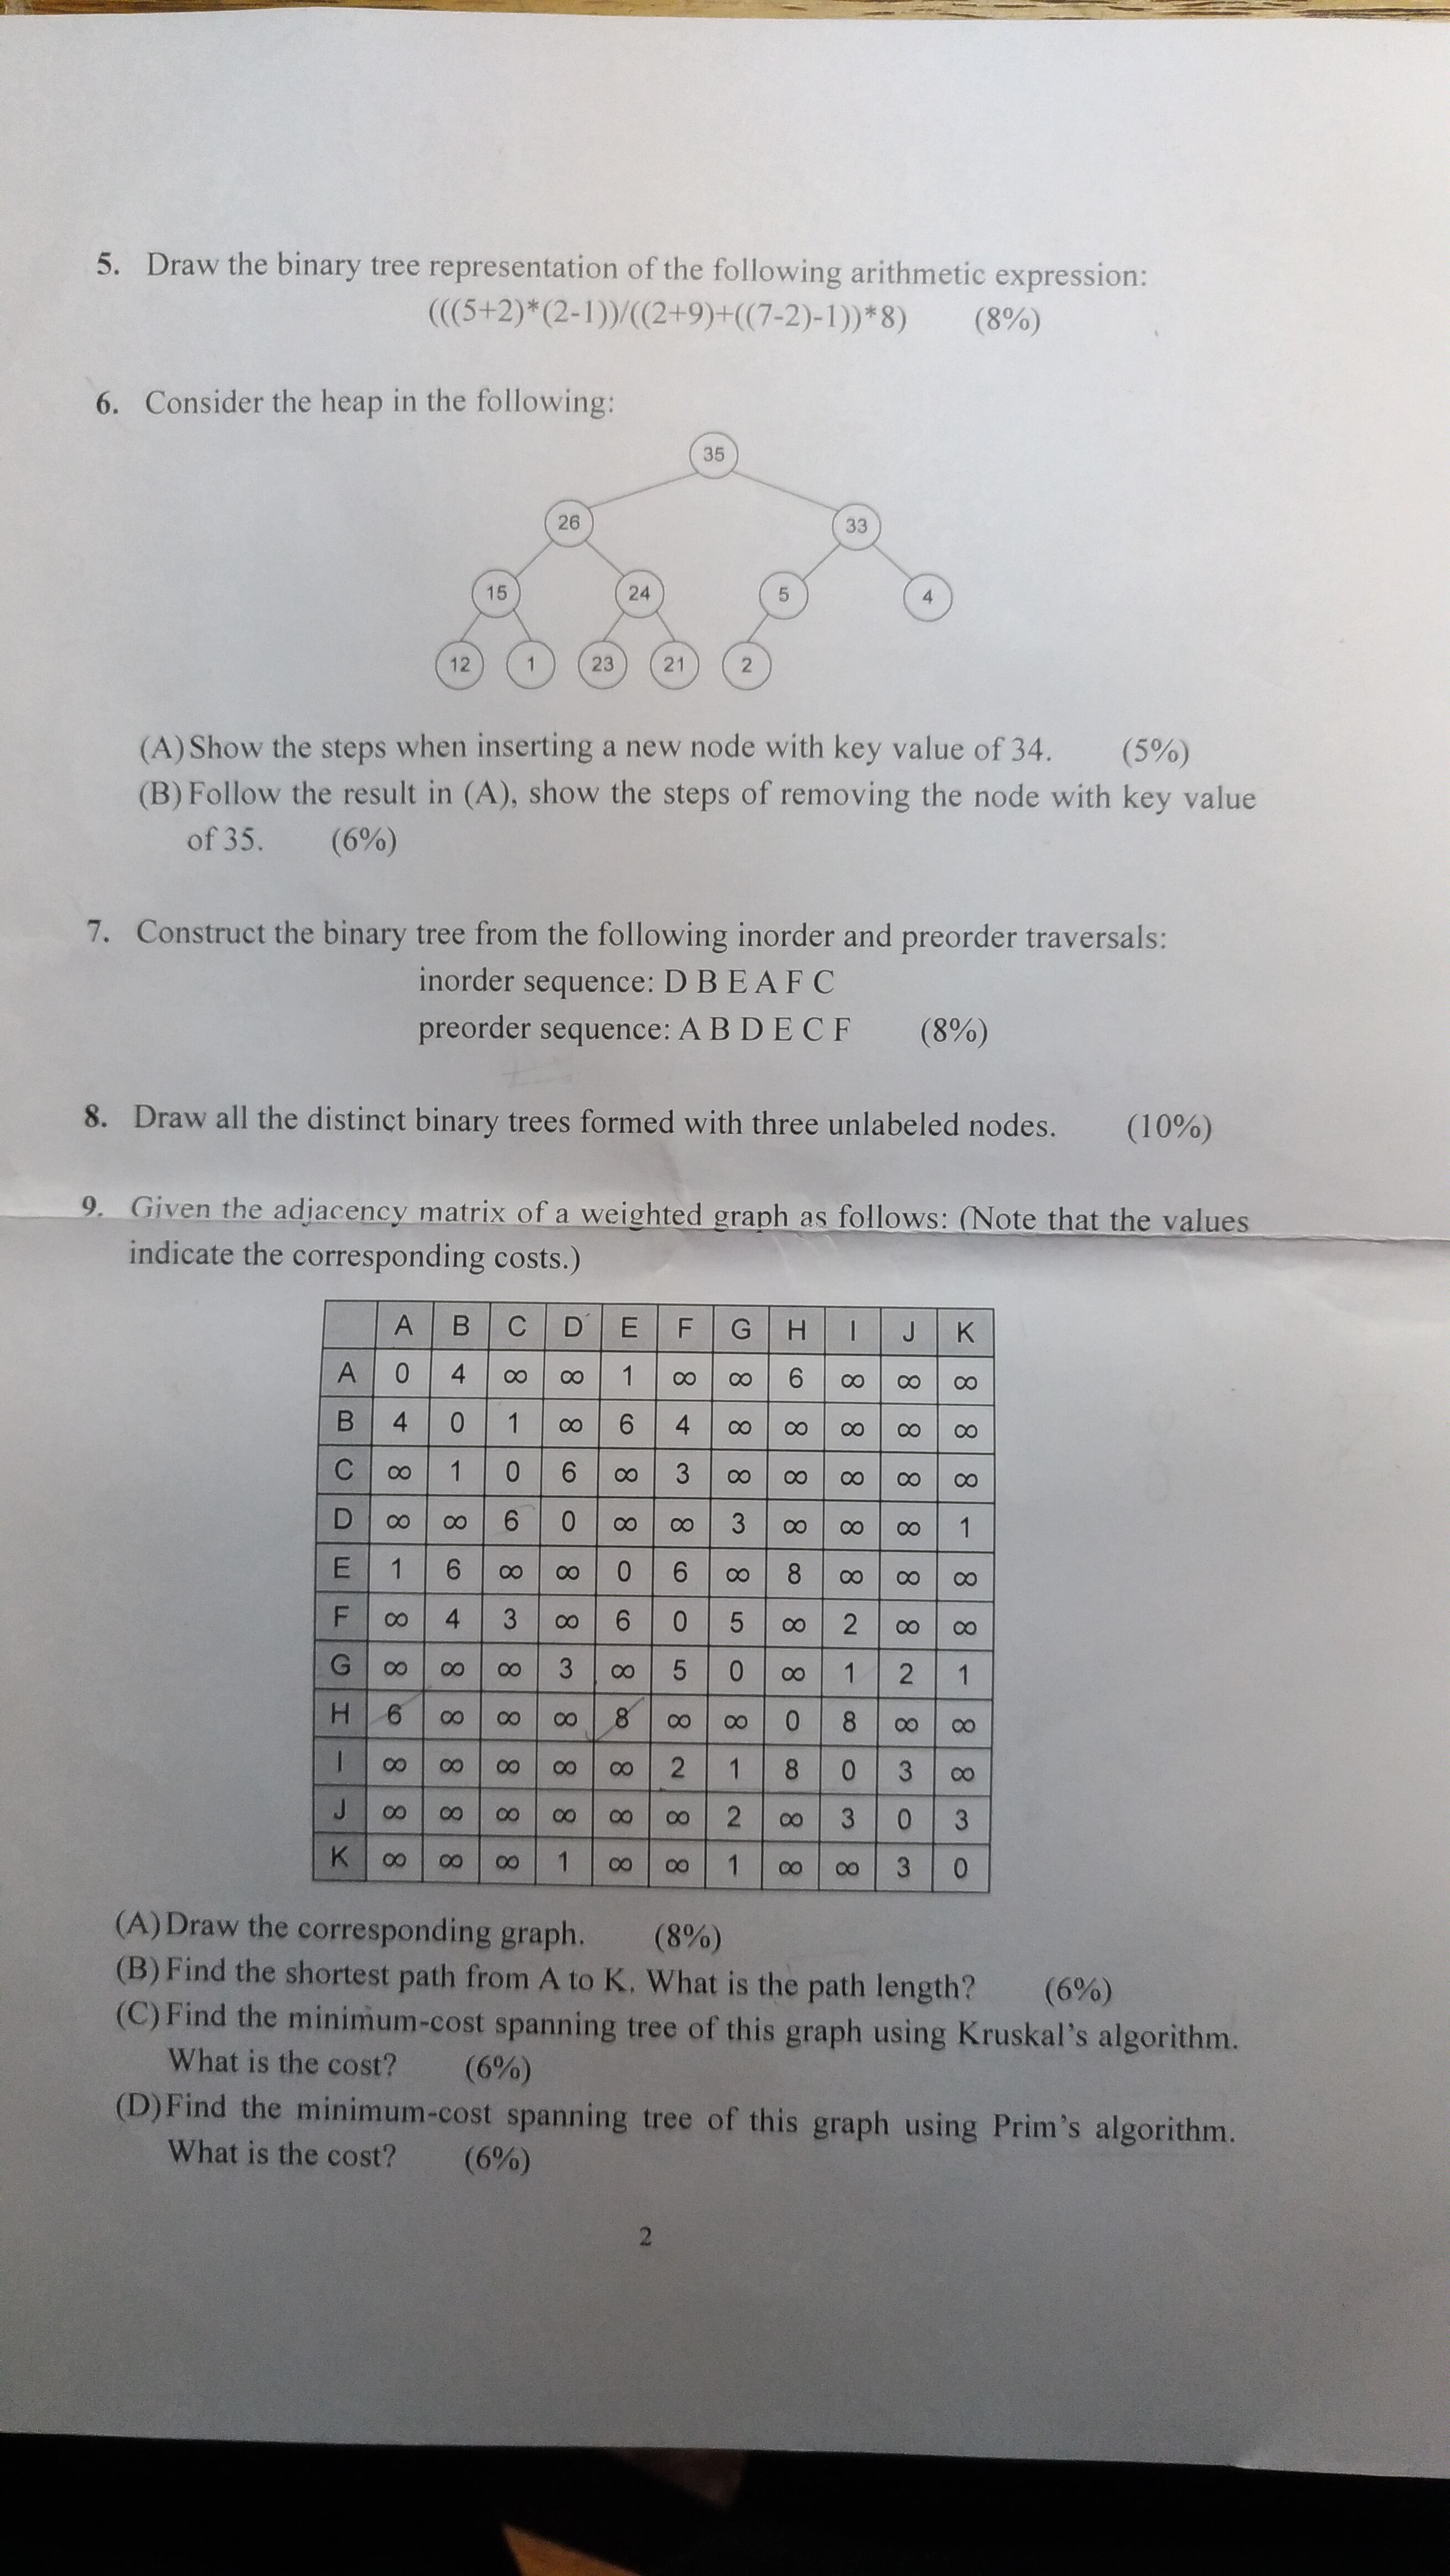 5. Draw the binary tree representation of the following arithmetic expression:
(((5+2)*(2-1))/((2+9)+((7-2)-1))*8) (8%)
6. Consider the heap in the following:
35
26 33
15 24 5 4
12 1 23 21 2
(A) Show the steps when inserting a new node with key value of 34. (5%)
(B) Follow the result in (A), show the steps of removing the node with key value
of 35. (6%)
7. Construct the binary tree from the following inorder and preorder traversals:
inorder sequence: D B E A F C
preorder sequence: A B D E C F (8%)
8. Draw all the distinct binary trees formed with three unlabeled nodes. (10%)
9. Given the adjacency matrix of a weighted graph as follows: (Note that the values
indicate the corresponding costs.)
A B C D E F G H I J K
A 0 4 ∞ ∞ 1 ∞ ∞ 6 ∞ ∞ ∞
B 4 0 1 ∞ 6 4 ∞ ∞ ∞ ∞ ∞
C ∞ 1 0 6 ∞ 3 ∞ ∞ ∞ ∞ ∞
D ∞ ∞ 6 0 ∞ ∞ 3 ∞ ∞ ∞ 1
E 1 6 ∞ ∞ 0 6 ∞ 8 ∞ ∞ ∞
F ∞ 4 3 ∞ 6 0 5 ∞ 2 ∞ ∞
G ∞ ∞ ∞ 3 ∞ 5 0 ∞ 1 2 1
H 6 ∞ ∞ ∞ 8 ∞ ∞ 0 8 ∞ ∞
I ∞ ∞ ∞ ∞ ∞ 2 1 8 0 3 ∞
J ∞ ∞ ∞ ∞ ∞ ∞ 2 ∞ 3 0 3
K ∞ ∞ ∞ 1 ∞ ∞ 1 ∞ ∞ 3 0
(A) Draw the corresponding graph. (8%)
(B) Find the shortest path from A to K. What is the path length? (6%)
(C) Find the minimum-cost spanning tree of this graph using Kruskal's algorithm.
What is the cost? (6%)
(D) Find the minimum-cost spanning tree of this graph using Prim's algorithm.
What is the cost? (6%)
2